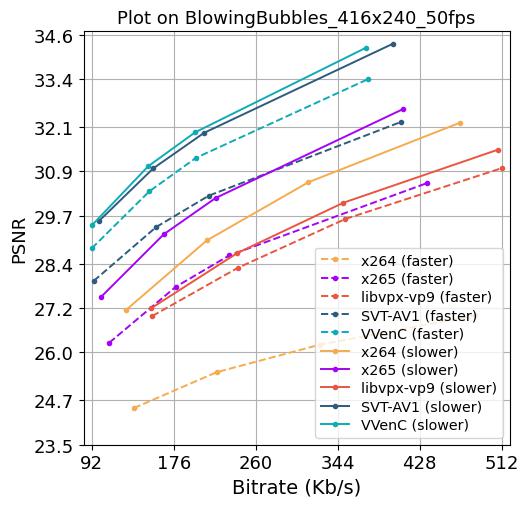 Plot on BlowingBubbles_416x240_50fps
34.6
33.4
32.1
30.9
29.7
28.4
27.2
26.0
24.7
23.5
PSNR
x264 (faster)
x265 (faster)
libvpx-vp9 (faster)
SVT-AV1 (faster)
VVenC (faster)
x264 (slower)
x265 (slower)
libvpx-vp9 (slower)
SVT-AV1 (slower)
VVenC (slower)
92 176 260 344 428 512
Bitrate (Kb/s)